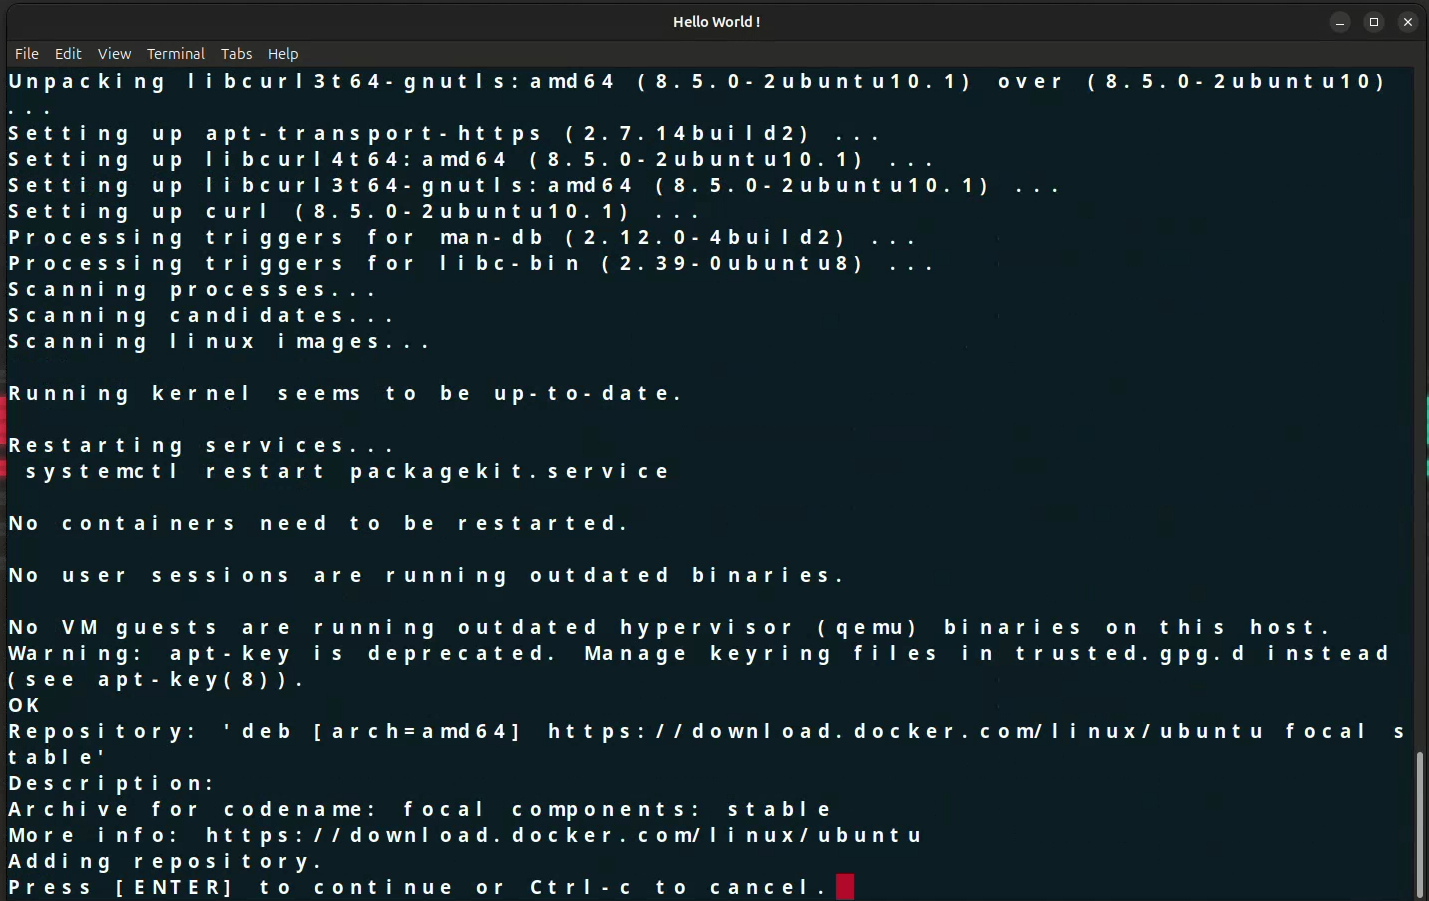 Hello World !
File Edit View Terminal Tabs Help
Unpacking libcurl3t64-gnutls:amd64 (8.5.0-2ubuntu10.1) over (8.5.0-2ubuntu10)
...
Setting up apt-transport-https (2.7.14build2) ...
Setting up libcurl4t64:amd64 (8.5.0-2ubuntu10.1) ...
Setting up libcurl3t64-gnutls:amd64 (8.5.0-2ubuntu10.1) ...
Setting up curl (8.5.0-2ubuntu10.1) ...
Processing triggers for man-db (2.12.0-4build2) ...
Processing triggers for libc-bin (2.39-0ubuntu8) ...
Scanning processes...
Scanning candidates...
Scanning linux images...
Running kernel seems to be up-to-date.
Restarting services...
systemctl restart packagekit.service
No containers need to be restarted.
No user sessions are running outdated binaries.
No VM guests are running outdated hypervisor (qemu) binaries on this host.
Warning: apt-key is deprecated. Manage keyring files in trusted.gpg.d instead
(see apt-key(8)).
OK
Repository: 'deb [arch=amd64] https://download.docker.com/linux/ubuntu focal s
table'
Description:
Archive for codename: focal components: stable
More info: https://download.docker.com/linux/ubuntu
Adding repository.
Press [ENTER] to continue or Ctrl-c to cancel.